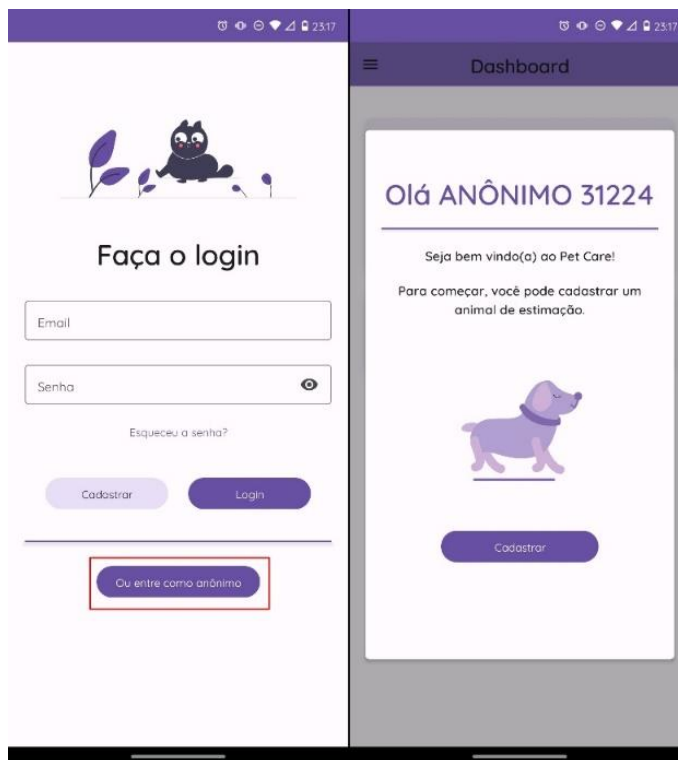 23:17
Faça o login
Email
Senha
Esqueceu a senha?
Cadastrar
Login
Ou entre como anônimo
23:17
Dashboard
Olá ANÔNIMO 31224
Seja bem vindo(a) ao Pet Care!
Para começar, você pode cadastrar um
animal de estimação.
Cadastrar